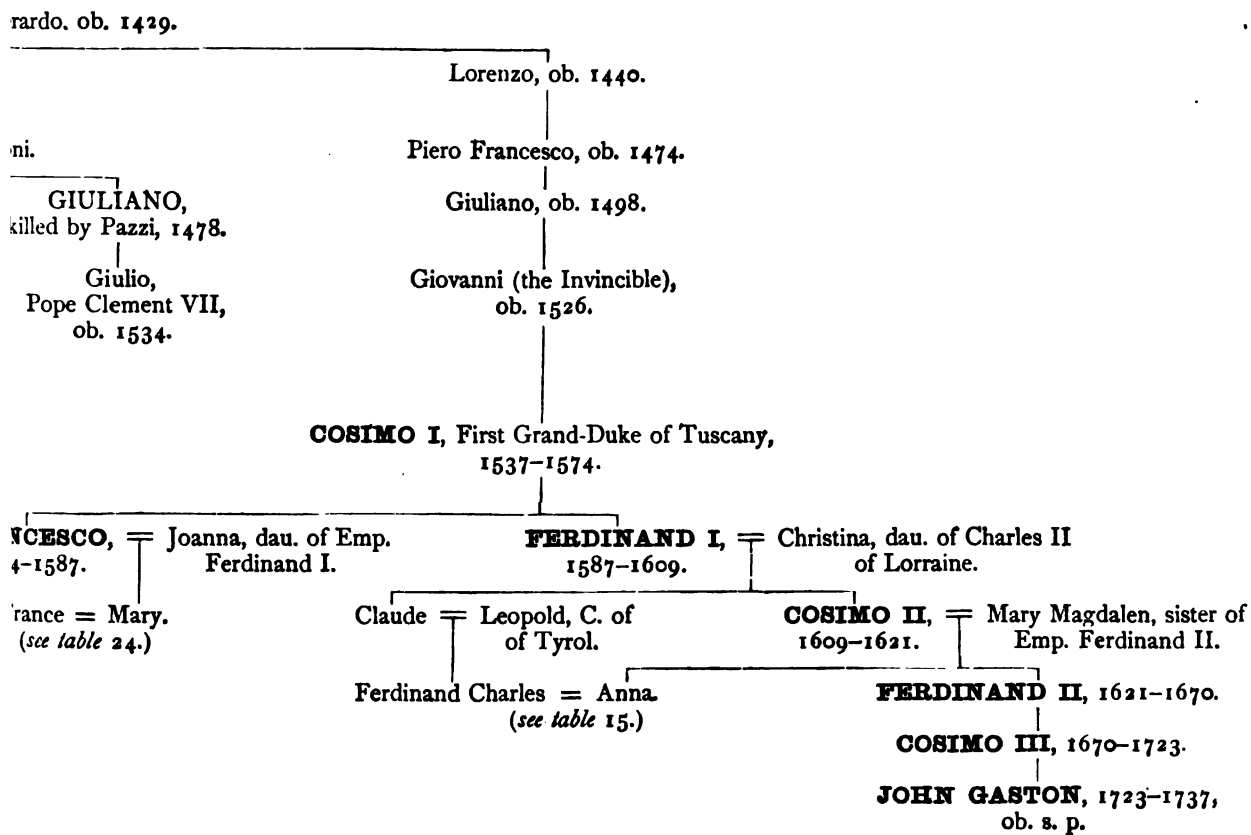 rardo. ob. 1429.
Lorenzo, ob. 1440.
ni.
Piero Francesco, ob. 1474.
GIULIANO,
killed by Pazzi, 1478.
Giuliano, ob. 1498.
Giulio,
Pope Clement VII,
ob. 1534.
Giovanni (the Invincible),
ob. 1526.
COSIMO I, First Grand-Duke of Tuscany,
1537–1574.
NCESCO, = Joanna, dau. of Emp.
4–1587. Ferdinand I.
FERDINAND I, = Christina, dau. of Charles II
1587–1609. of Lorraine.
rance = Mary.
(see table 24.)
Claude = Leopold, C. of
of Tyrol.
COSIMO II, = Mary Magdalen, sister of
1609–1621. Emp. Ferdinand II.
Ferdinand Charles = Anna.
(see table 15.)
FERDINAND II, 1621–1670.
COSIMO III, 1670–1723.
JOHN GASTON, 1723–1737,
ob. s. p.